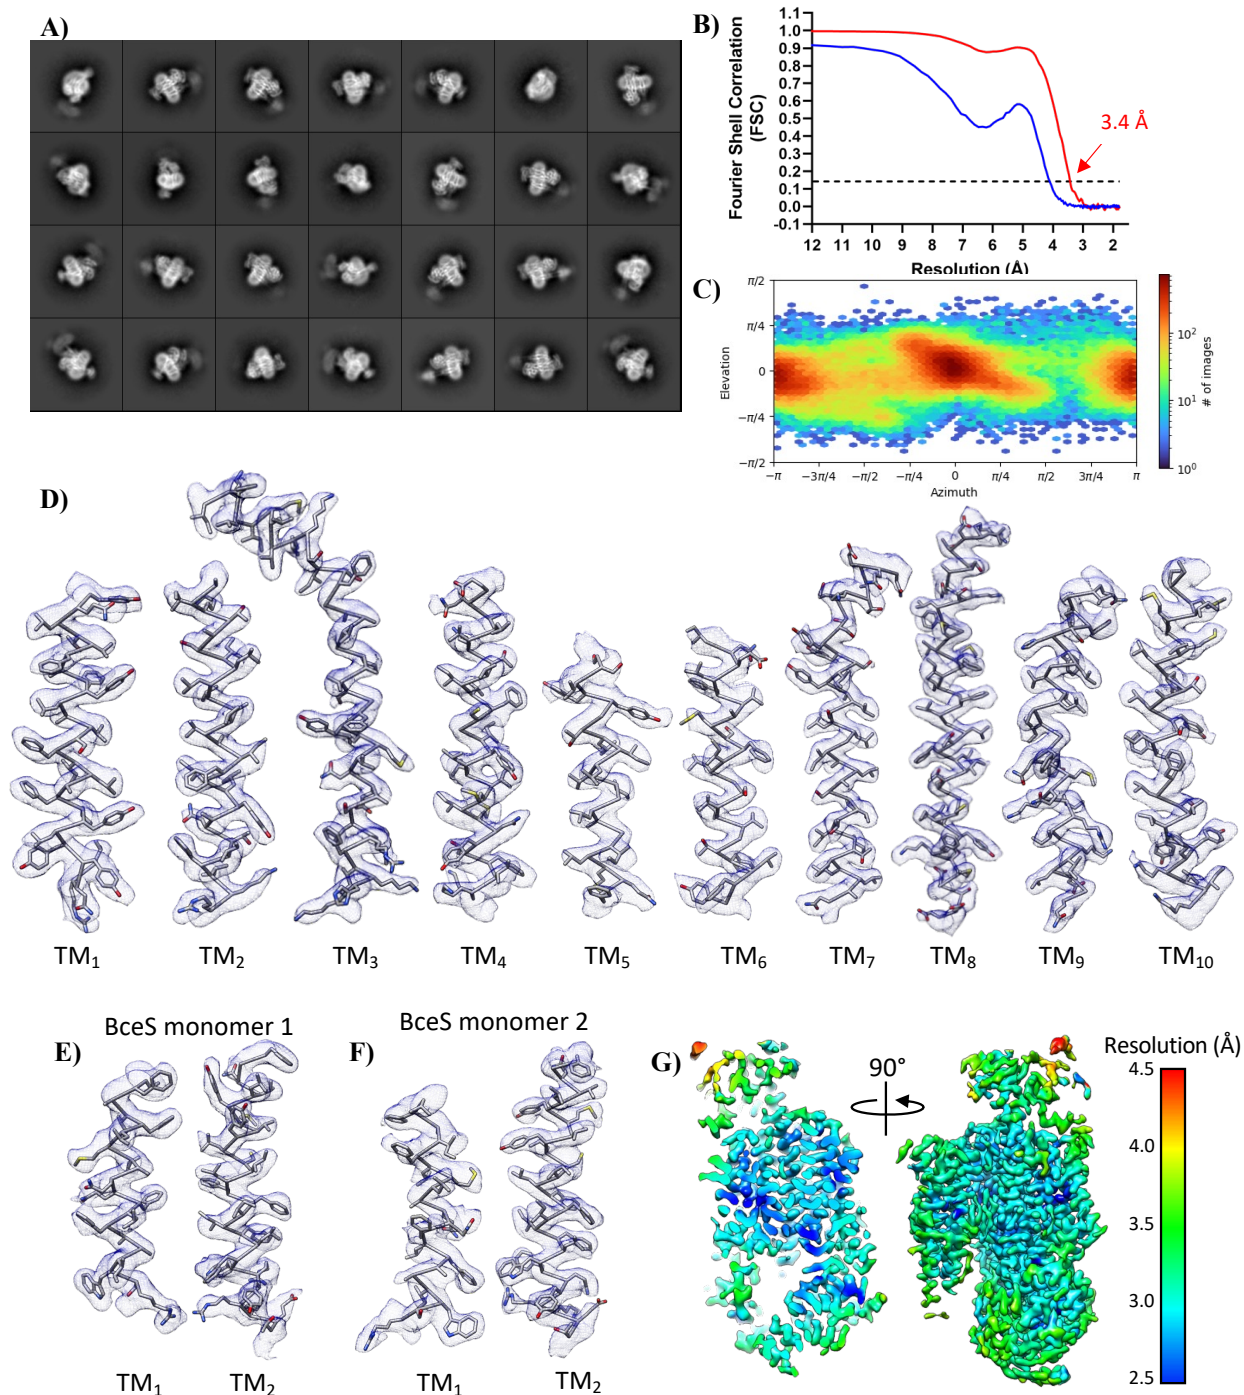 A)
B)
Fourier Shell Correlation
(FSC)
1.1
1.0
0.9
0.8
0.7
0.6
0.5
0.4
0.3
0.2
0.1
0.0
-0.1
3.4 Å
12 11 10 9 8 7 6 5 4 3 2
Resolution (Å)
C)
Elevation
π/2
π/4
0
−π/4
−π/2
−π −3π/4 −π/2 −π/4 0 π/4 π/2 3π/4 π
Azimuth
10²
10¹
10⁰
# of images
D)
TM₁ TM₂ TM₃ TM₄ TM₅ TM₆ TM₇ TM₈ TM₉ TM₁₀
BceS monomer 1
E)
TM₁ TM₂
BceS monomer 2
F)
TM₁ TM₂
G)
90°
Resolution (Å)
4.5
4.0
3.5
3.0
2.5